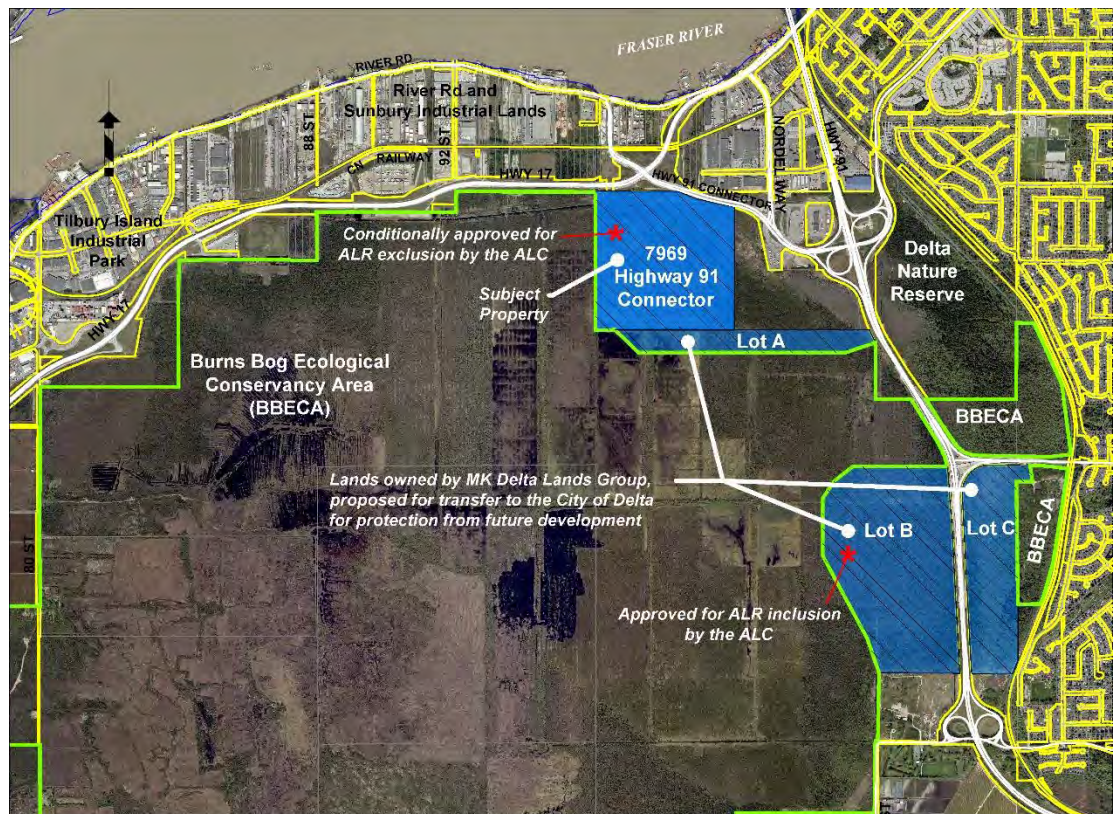 FRASER RIVER
RIVER RD
River Rd and
Sunbury Industrial Lands
88 ST
92 ST
CN
RAILWAY
HWY 17
HWY 91 CONNECTOR
NORDEL WAY
HWY 91
Tilbury Island
Industrial
Park
HWY 17
Conditionally approved for
ALR exclusion by the ALC
7969
Highway 91
Connector
Subject
Property
Delta
Nature
Reserve
Lot A
Burns Bog Ecological
Conservancy Area
(BBECA)
BBECA
Lands owned by MK Delta Lands Group,
proposed for transfer to the City of Delta
for protection from future development
Lot B
Lot C
BBECA
80 ST
Approved for ALR inclusion
by the ALC